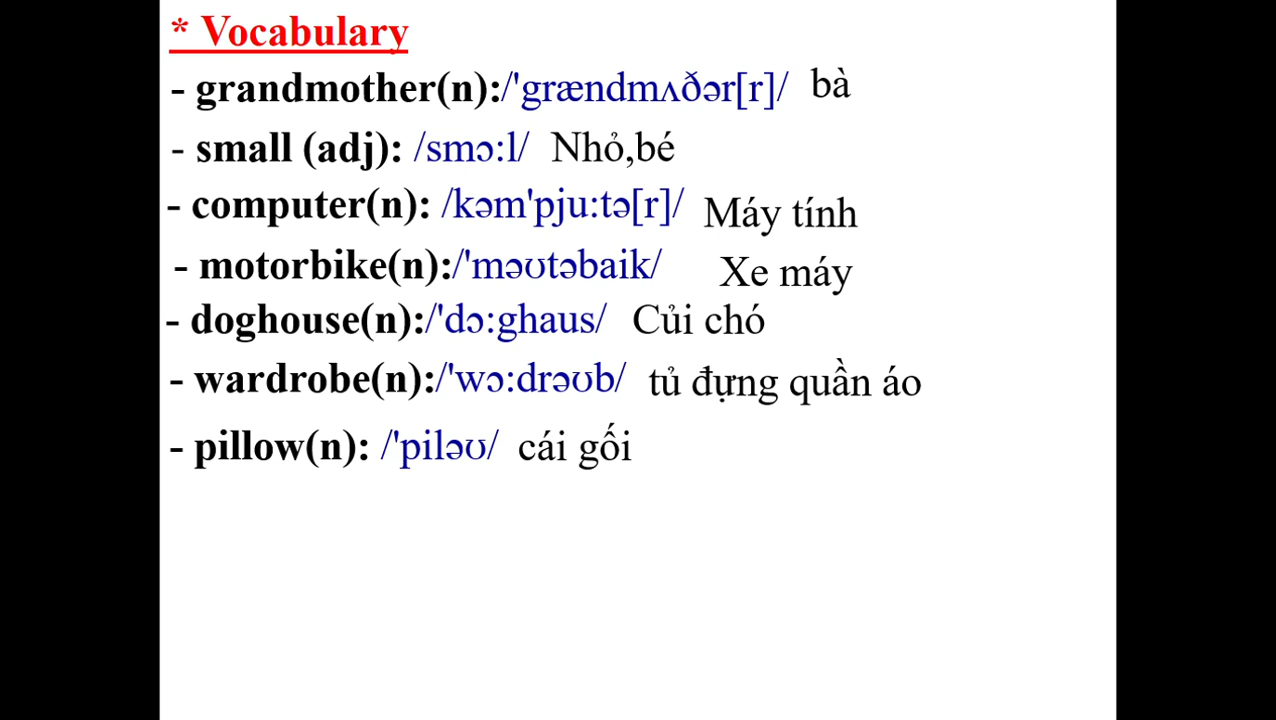 * Vocabulary
- grandmother(n):/'grændmʌðər[r]/ bà
- small (adj): /smɔ:l/ Nhỏ,bé
- computer(n): /kəm'pju:tə[r]/ Máy tính
- motorbike(n):/'məʊtəbaik/ Xe máy
- doghouse(n):/'dɔ:ghaus/ Củi chó
- wardrobe(n):/'wɔ:drəʊb/ tủ đựng quần áo
- pillow(n): /'piləʊ/ cái gối